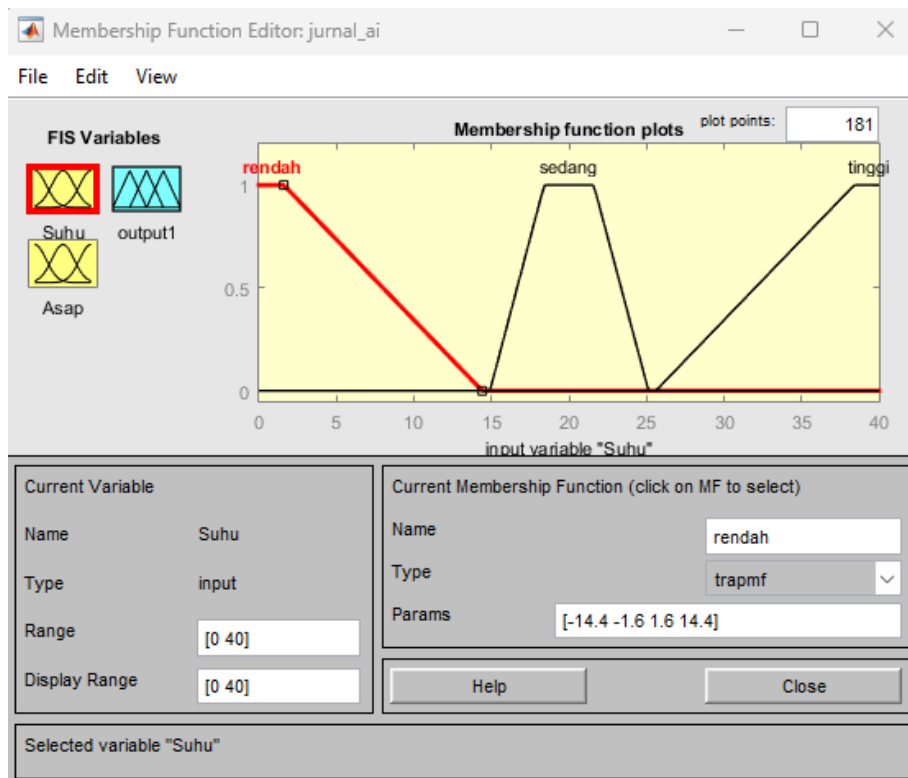 Membership Function Editor: jurnal_ai
File Edit View
FIS Variables
Suhu
output1
Asap
Membership function plots
plot points:
181
rendah
sedang
tinggi
1
0.5
0
0 5 10 15 20 25 30 35 40
input variable "Suhu"
Current Variable
Name Suhu
Type input
Range [0 40]
Display Range [0 40]
Current Membership Function (click on MF to select)
Name rendah
Type trapmf
Params [-14.4 -1.6 1.6 14.4]
Help Close
Selected variable "Suhu"